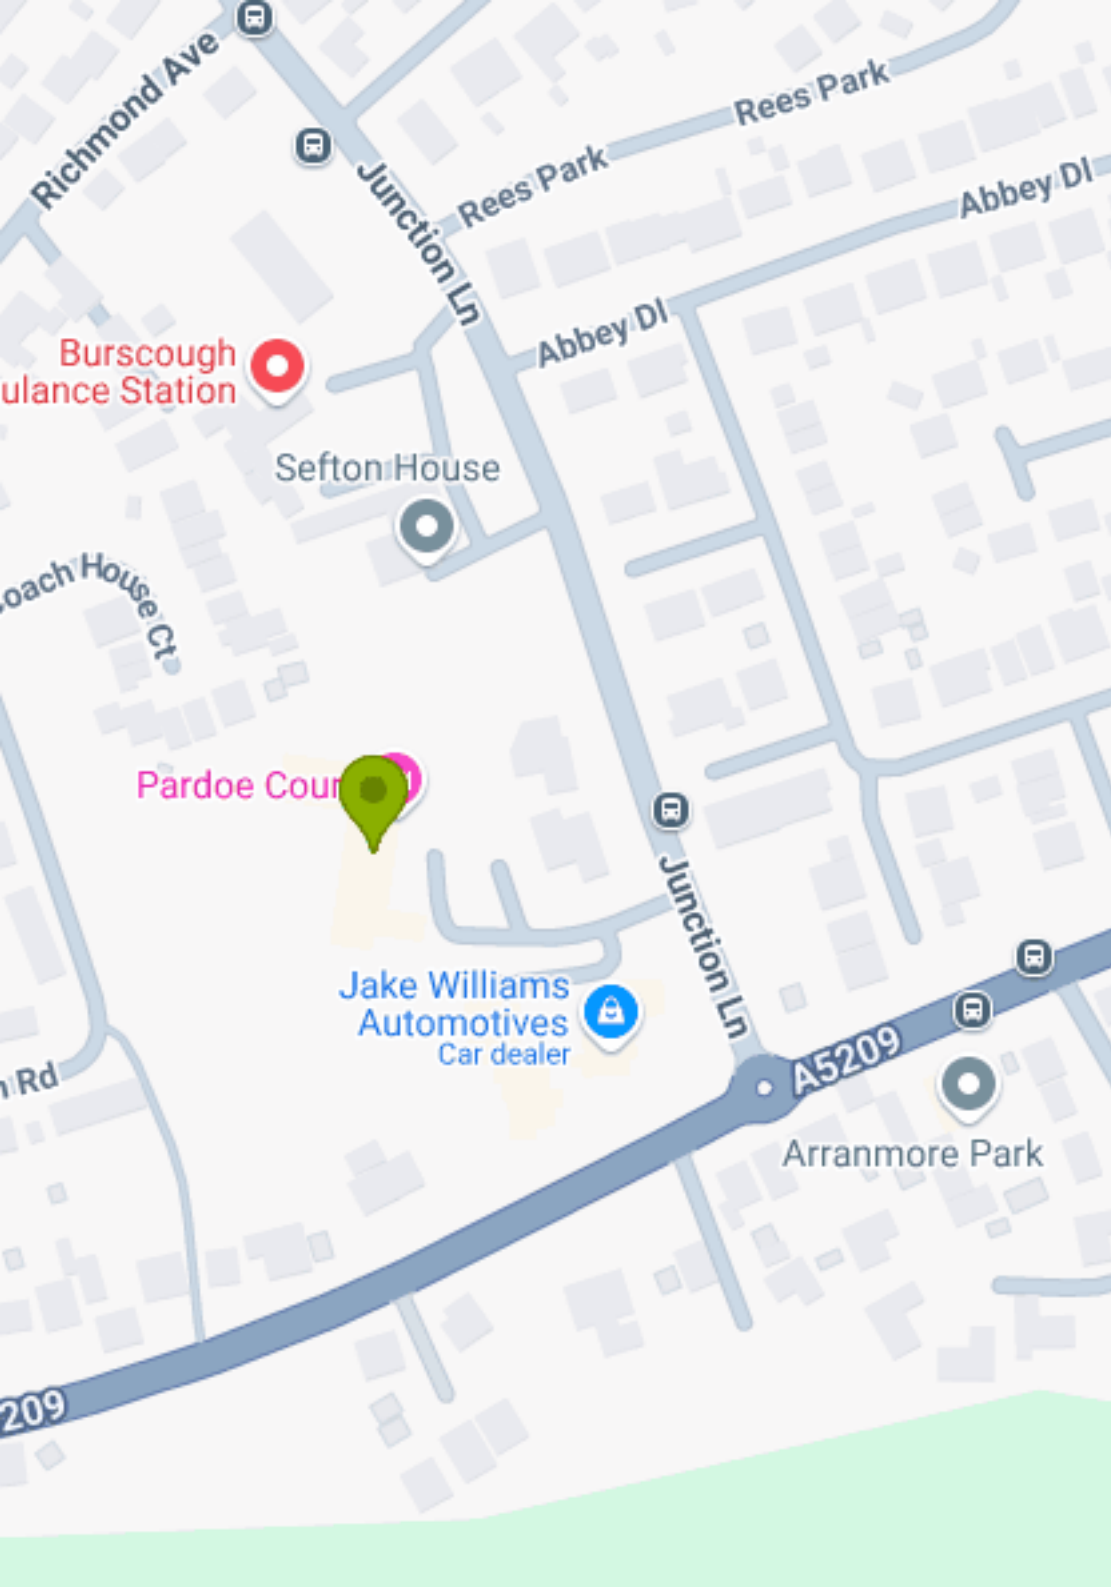 Richmond Ave
Rees Park
Rees Park
Junction Ln
Abbey Dl
Abbey Dl
Burscough
ulance Station
Sefton House
oach House Ct
Pardoe Cour
Junction Ln
Jake Williams
Automotives
Car dealer
A5209
n Rd
Arranmore Park
209